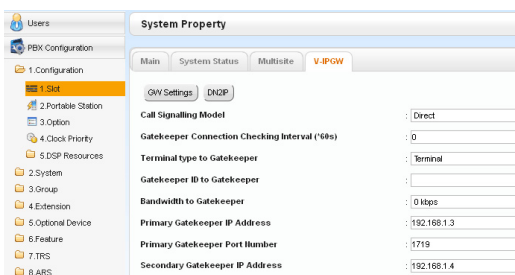 Users
PBX Configuration
1.Configuration
1.Slot
2.Portable Station
3.Option
4.Clock Priority
5.DSP Resources
2.System
3.Group
4.Extension
5.Optional Device
6.Feature
7.TRS
8.ARS
System Property
Main System Status Multisite V-IPGW
GW Settings DN2IP
Call Signalling Model : Direct
Gatekeeper Connection Checking Interval (*60s) : 0
Terminal type to Gatekeeper : Terminal
Gatekeeper ID to Gatekeeper :
Bandwidth to Gatekeeper : 0 kbps
Primary Gatekeeper IP Address : 192.168.1.3
Primary Gatekeeper Port Number : 1719
Secondary Gatekeeper IP Address : 192.168.1.4